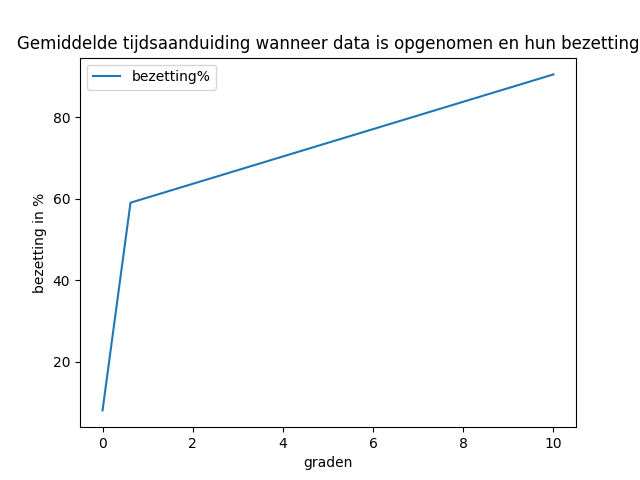 Gemiddelde tijdsaanduiding wanneer data is opgenomen en hun bezetting
bezetting%
80
60
40
20
bezetting in %
0 2 4 6 8 10
graden